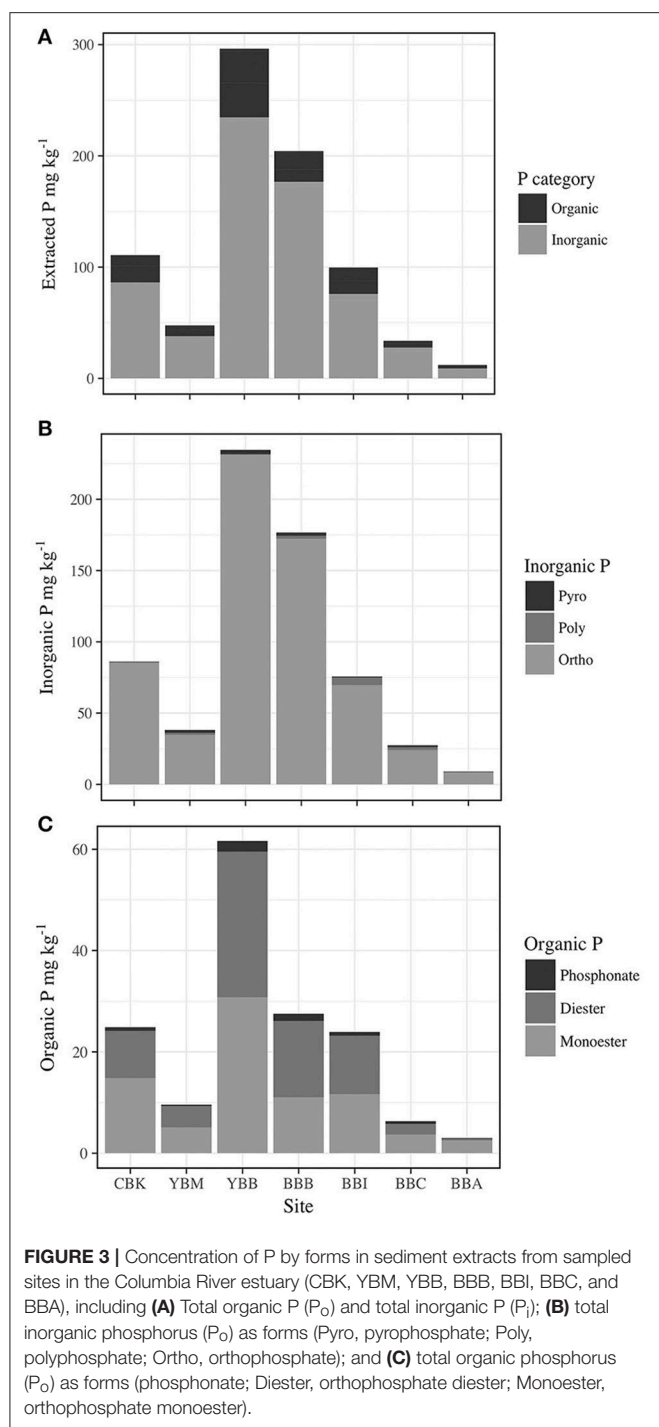 A
300
200
100
0
Extracted P mg kg⁻¹
P category
Organic
Inorganic
B
200
150
100
50
0
Inorganic P mg kg⁻¹
Inorganic P
Pyro
Poly
Ortho
C
60
40
20
0
Organic P mg kg⁻¹
Organic P
Phosphonate
Diester
Monoester
CBK YBM YBB BBB BBI BBC BBA
Site
FIGURE 3 | Concentration of P by forms in sediment extracts from sampled
sites in the Columbia River estuary (CBK, YBM, YBB, BBB, BBI, BBC, and
BBA), including (A) Total organic P (Pₒ) and total inorganic P (Pᵢ); (B) total
inorganic phosphorus (Pₒ) as forms (Pyro, pyrophosphate; Poly,
polyphosphate; Ortho, orthophosphate); and (C) total organic phosphorus
(Pₒ) as forms (phosphonate; Diester, orthophosphate diester; Monoester,
orthophosphate monoester).